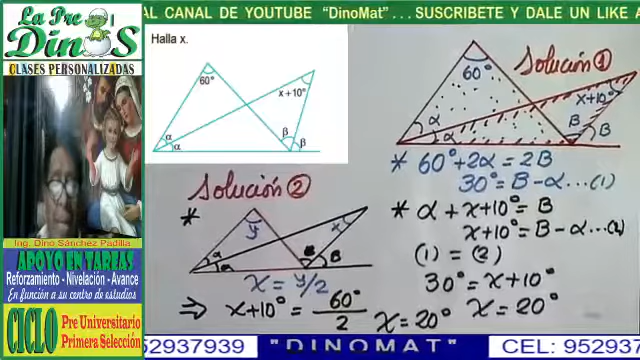 AL CANAL DE YOUTUBE "DinoMat"... SUSCRIBETE Y DALE UN LIKE A
La Pre
DinoS
CLASES PERSONALIZADAS
Halla x.
60°
x+10°
α
α
β
β
Solución ①
60°
x+10°
α
α
B
B
* 60°+2α = 2B
30° = B-α...(1)
* α + x+10° = B
x+10° = B-α...(2)
(1) = (2)
30° = x+10°
x = 20°
Solución ②
*
y
x
α
α
B
x = y/2
⇒ x+10° = 60°/2
x = 20°
Ing. Dino Sánchez Padilla
APOYO EN TAREAS
Reforzamiento - Nivelación - Avance
En función a su centro de estudios
CICLO
Pre Universitario
Primera Selección
52937939
"DINOMAT"
CEL: 952937